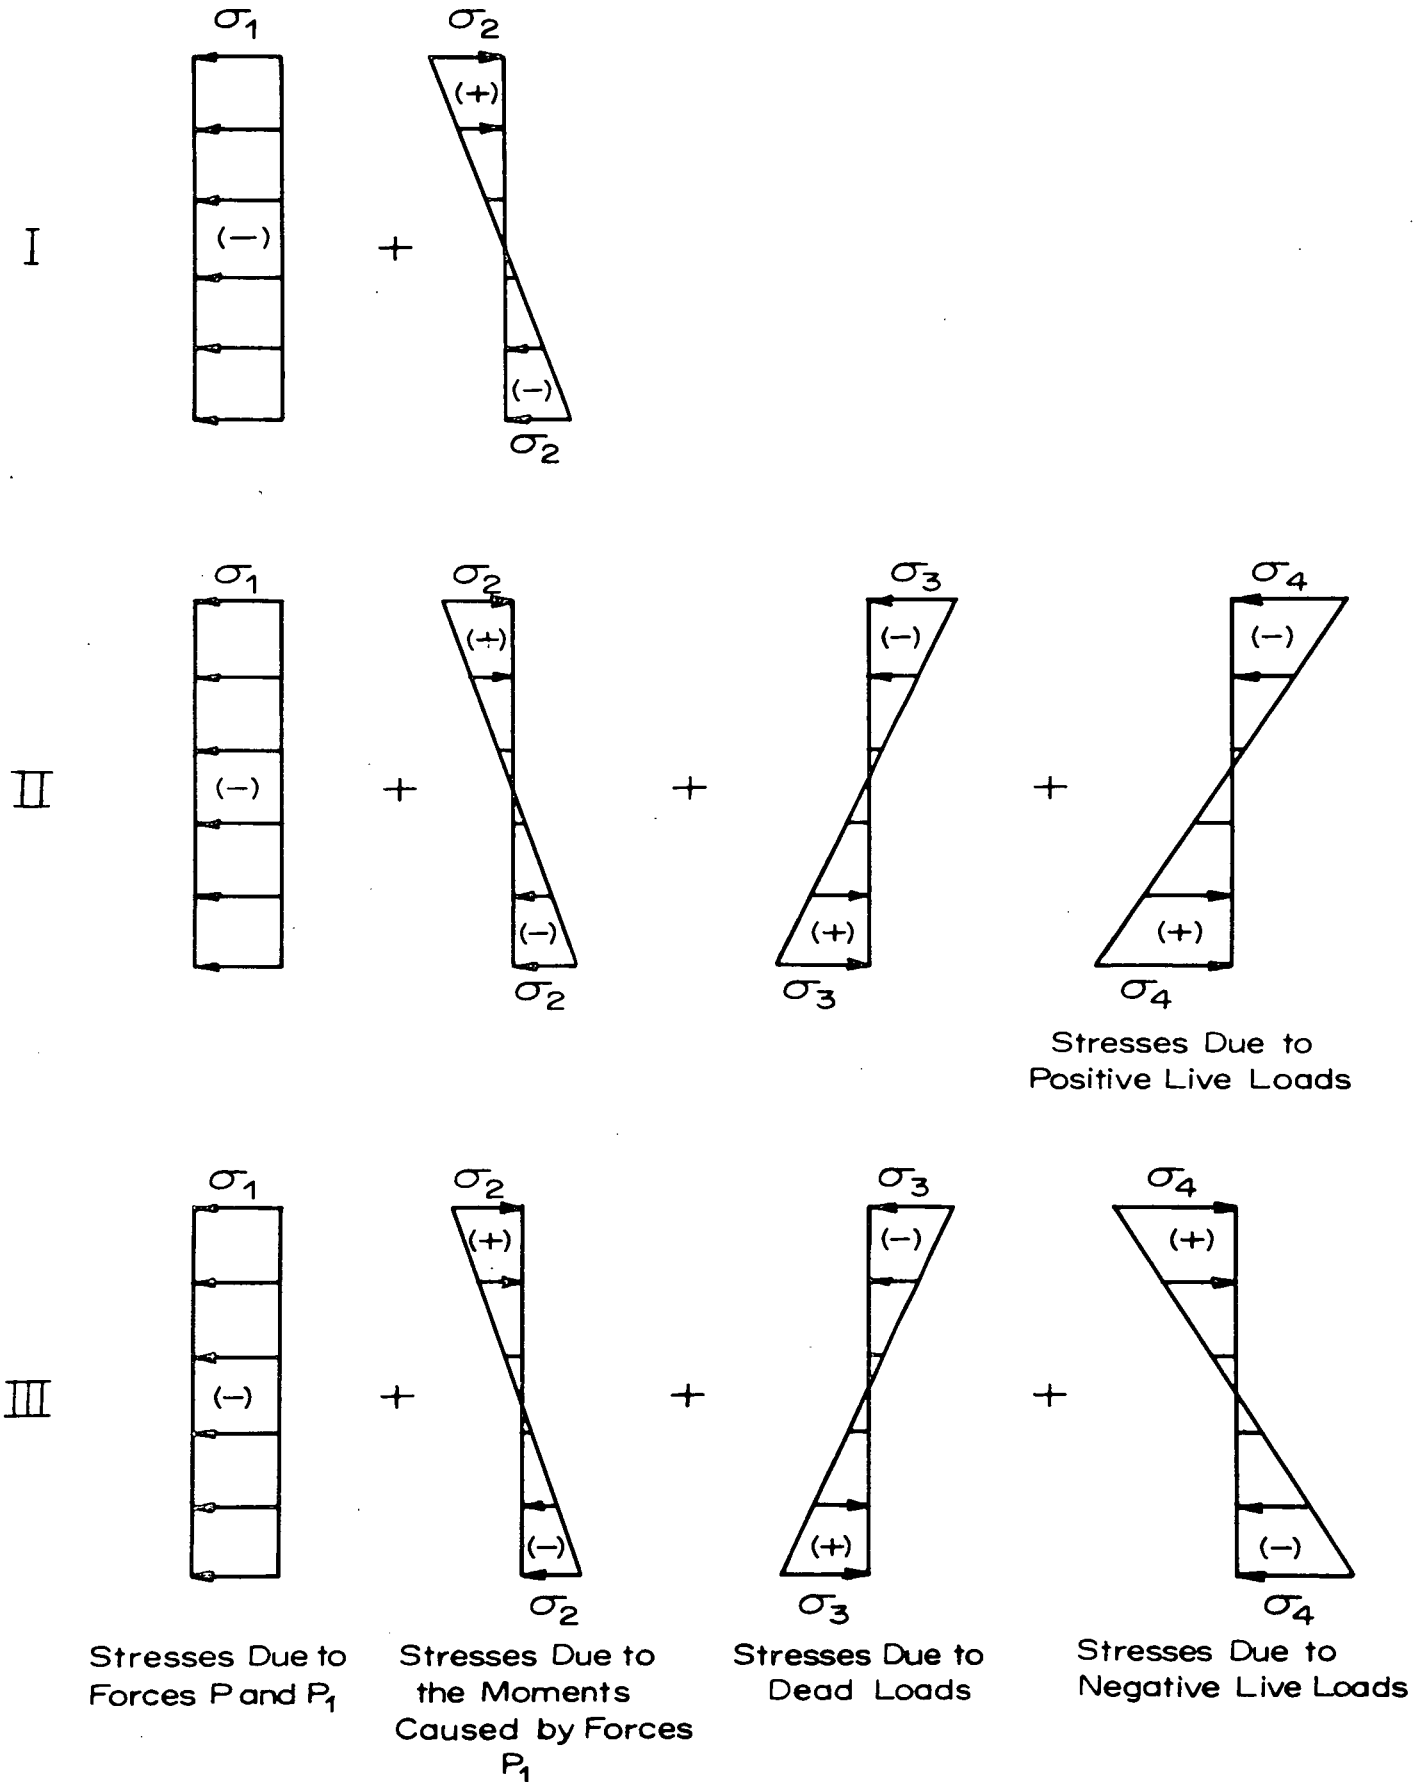 σ1 σ2
(+)
I (−) +
(−)
σ2
σ1 σ2 σ3 σ4
(+) (−) (−)
II (−) + + +
(−) (+) (+)
σ2 σ3 σ4
Stresses Due to
Positive Live Loads
σ1 σ2 σ3 σ4
(+) (−) (+)
III (−) + + +
(−) (+) (−)
σ2 σ3 σ4
Stresses Due to
Forces P and P1
Stresses Due to
the Moments
Caused by Forces
P1
Stresses Due to
Dead Loads
Stresses Due to
Negative Live Loads